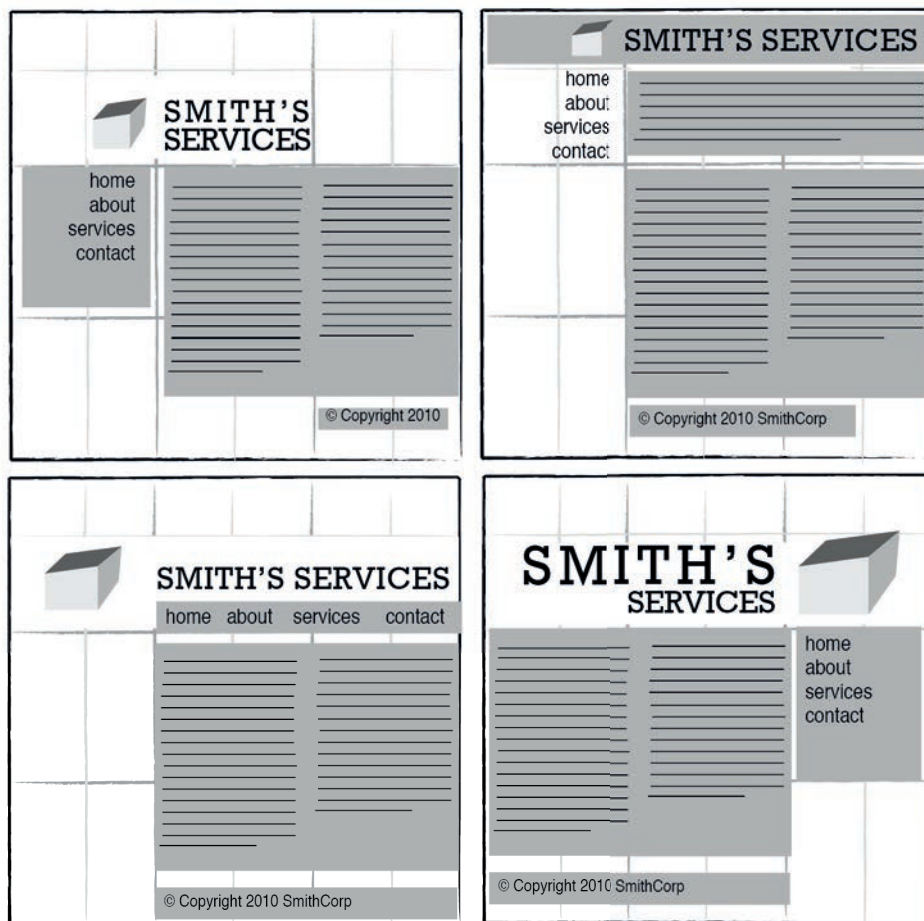 SMITH'S
SERVICES
home
about
services
contact
© Copyright 2010
SMITH'S SERVICES
home
about
services
contact
© Copyright 2010 SmithCorp
SMITH'S SERVICES
home about services contact
© Copyright 2010 SmithCorp
SMITH'S
SERVICES
home
about
services
contact
© Copyright 2010 SmithCorp